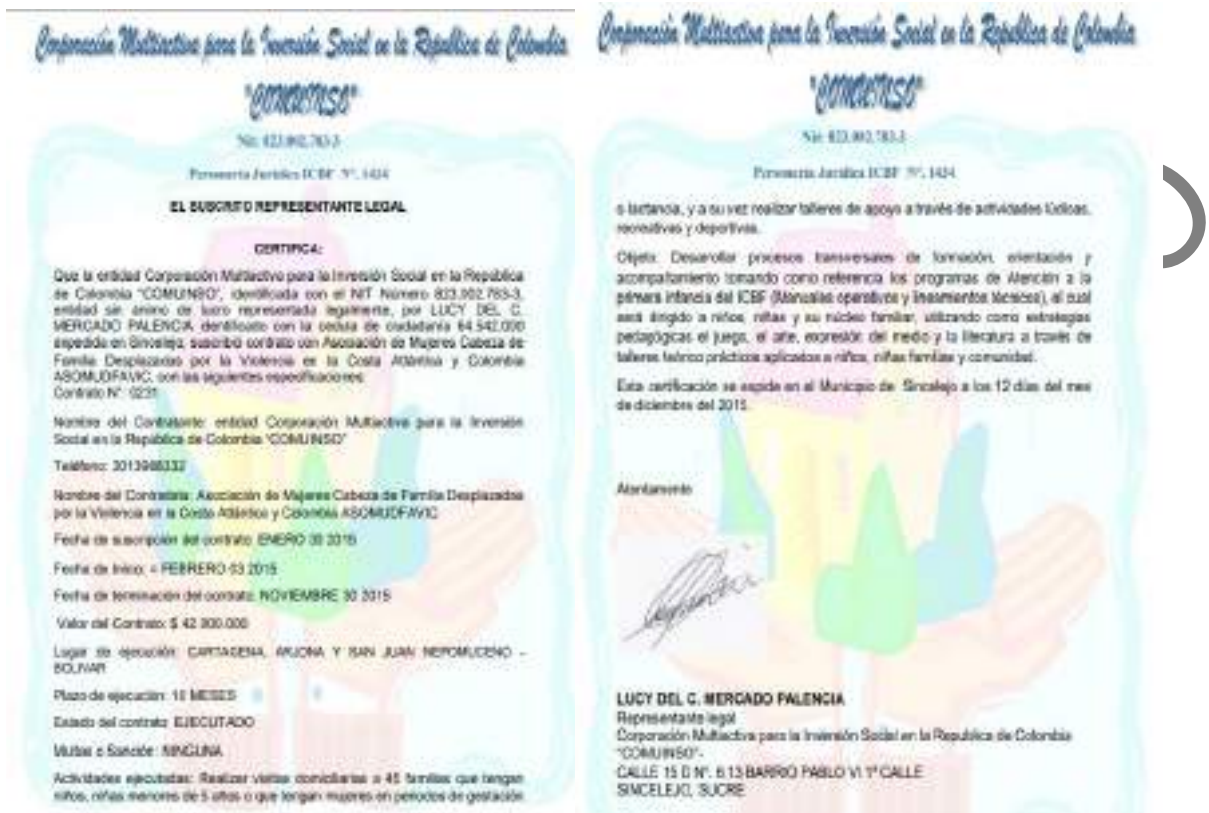 Corporación Multiactiva para la Inversión Social en la República de Colombia
"COMUINSO"
Nit: 823.002.783-3
Personería Jurídica ICBF N°. 1424
EL SUSCRITO REPRESENTANTE LEGAL
CERTIFICA:
Que la entidad Corporación Multiactiva para la Inversión Social en la República
de Colombia "COMUINSO", identificada con el NIT Número 823.002.783-3,
entidad sin ánimo de lucro representada legalmente, por LUCY DEL C.
MERCADO PALENCIA, identificado con la cedula de ciudadanía 64.542.000
expedida en Sincelejo, suscribió contrato con Asociación de Mujeres Cabeza de
Familia Desplazadas por la Violencia en la Costa Atlántica y Colombia
ASOMUDFAVIC, con las siguientes especificaciones:
Contrato N°. 0231
Nombre del Contratante: entidad Corporación Multiactiva para la Inversión
Social en la República de Colombia "COMUINSO"
Teléfono: 3013988332
Nombre del Contratista: Asociación de Mujeres Cabeza de Familia Desplazadas
por la Violencia en la Costa Atlántica y Colombia ASOMUDFAVIC
Fecha de suscripción del contrato: ENERO 30 2015
Fecha de Inicio: = FEBRERO 03 2015
Fecha de terminación del contrato: NOVIEMBRE 30 2015
Valor del Contrato: $ 42.000.000
Lugar de ejecución: CARTAGENA, ARJONA Y SAN JUAN NEPOMUCENO -
BOLIVAR
Plazo de ejecución: 10 MESES
Estado del contrato: EJECUTADO
Multas o Sanción: NINGUNA
Actividades ejecutadas: Realizar visitas domiciliarias a 45 familias que tengan
niños, niñas menores de 5 años o que tengan mujeres en periodos de gestación
Corporación Multiactiva para la Inversión Social en la República de Colombia
"COMUINSO"
Nit: 823.002.783-3
Personería Jurídica ICBF N°. 1424
o lactancia, y a su vez realizar talleres de apoyo a través de actividades lúdicas,
recreativas y deportivas.
Objeto: Desarrollar procesos transversales de formación, orientación y
acompañamiento tomando como referencia los programas de Atención a la
primera infancia del ICBF (Manuales operativos y lineamientos técnicos), el cual
será dirigido a niños, niñas y su núcleo familiar, utilizando como estrategias
pedagógicas el juego, el arte, expresión del medio y la literatura a través de
talleres teórico prácticos aplicados a niños, niñas familias y comunidad.
Esta certificación se expide en el Municipio de Sincelejo a los 12 días del mes
de diciembre del 2015.
Atentamente
LUCY DEL C. MERCADO PALENCIA
Representante legal
Corporación Multiactiva para la Inversión Social en la Republica de Colombia
"COMUINSO"-
CALLE 15 D N°. 6 13 BARRIO PABLO VI 1ª CALLE
SINCELEJO, SUCRE